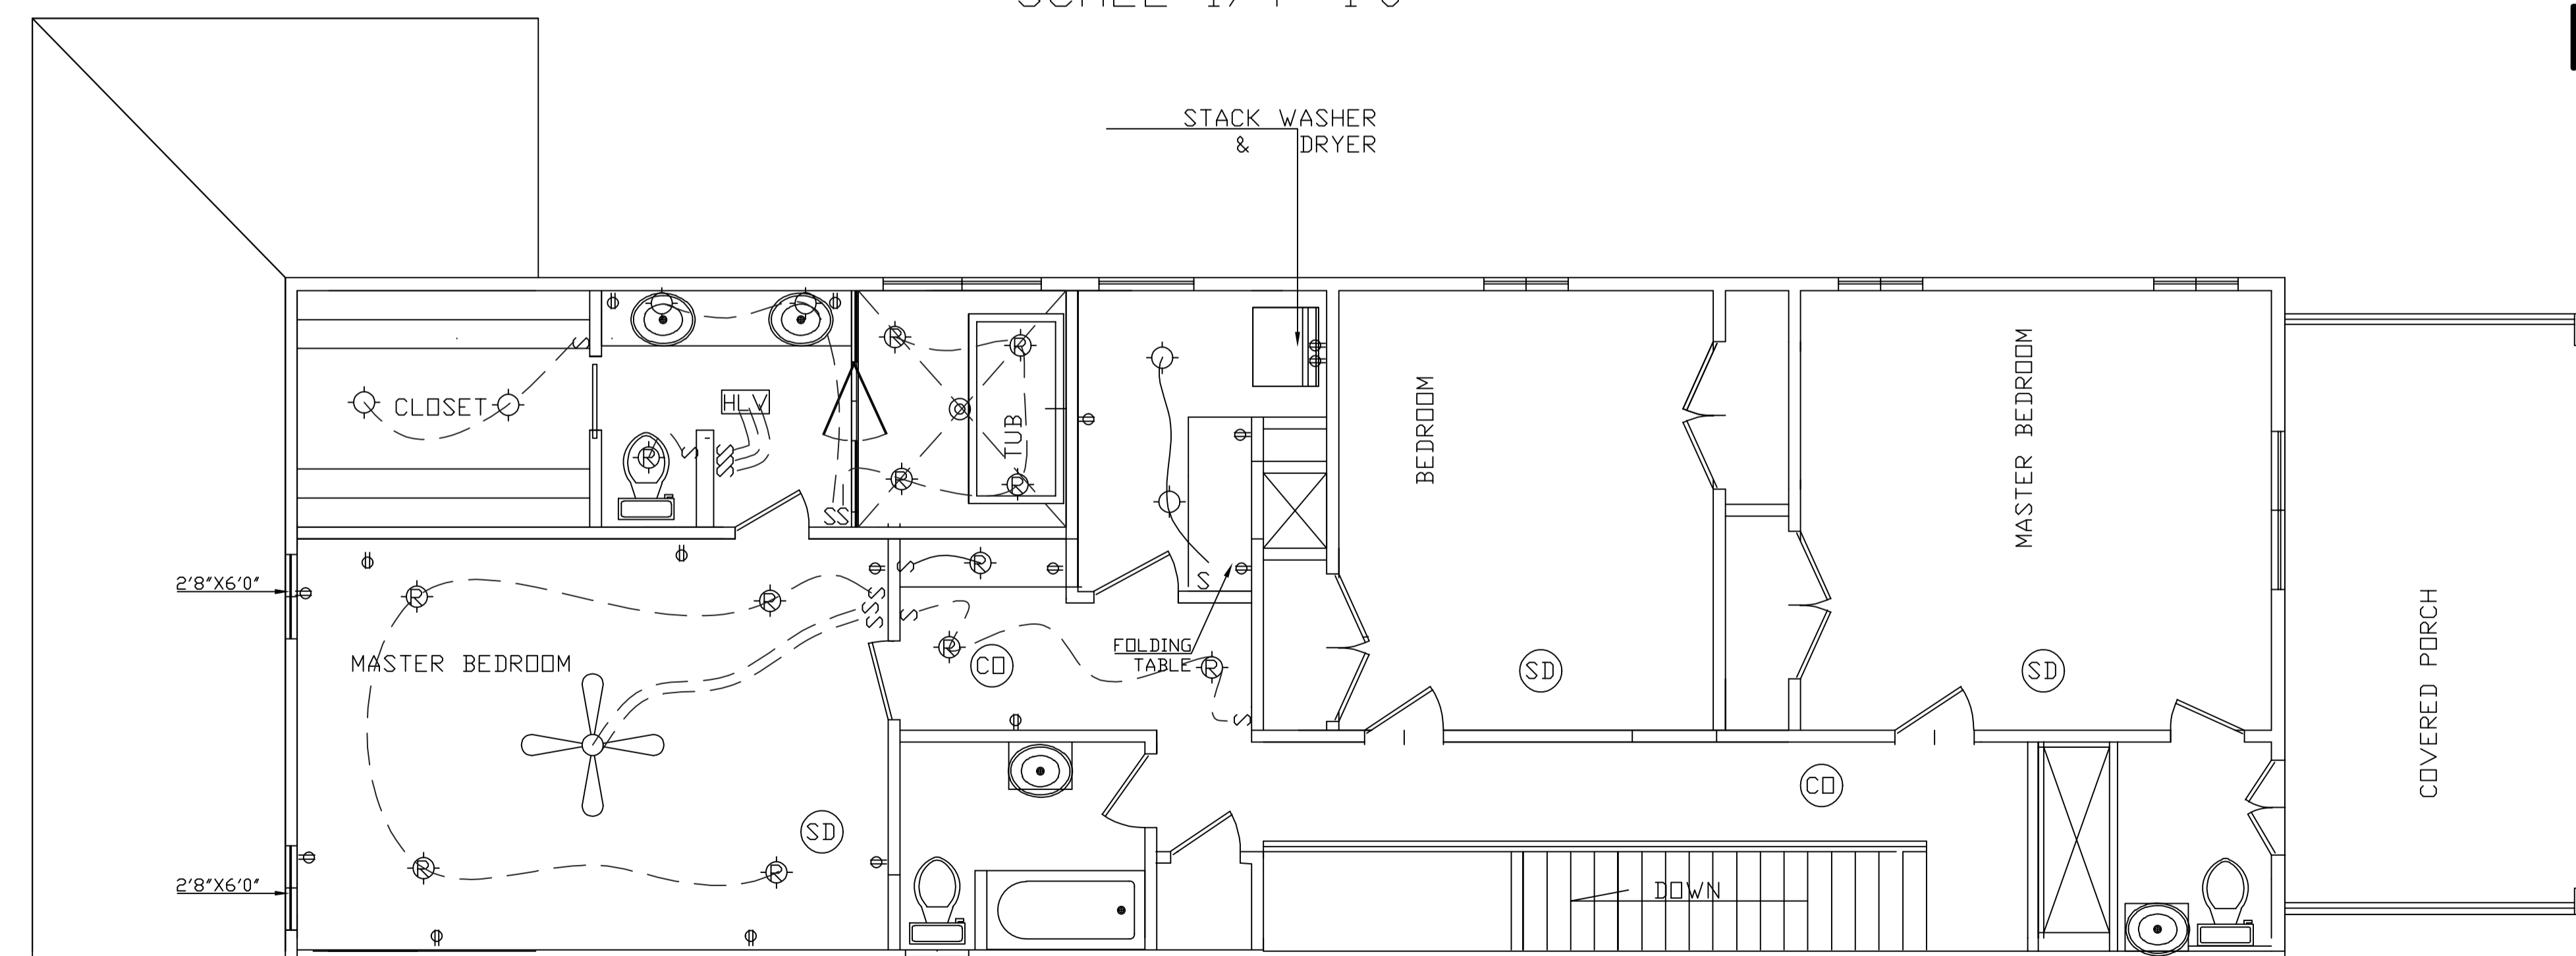 STACK WASHER
& DRYER
HLV
CLOSET
TUB
BEDROOM
MASTER BEDROOM
R
R
R
R
R
S
S
SS
2'8"X6'0"
R
R
R
S
SSS
S
S
S
FOLDING
TABLE
MASTER BEDROOM
R
R
CO
S
SD
SD
COVERED PORCH
CO
SD
R
R
2'8"X6'0"
DOWN